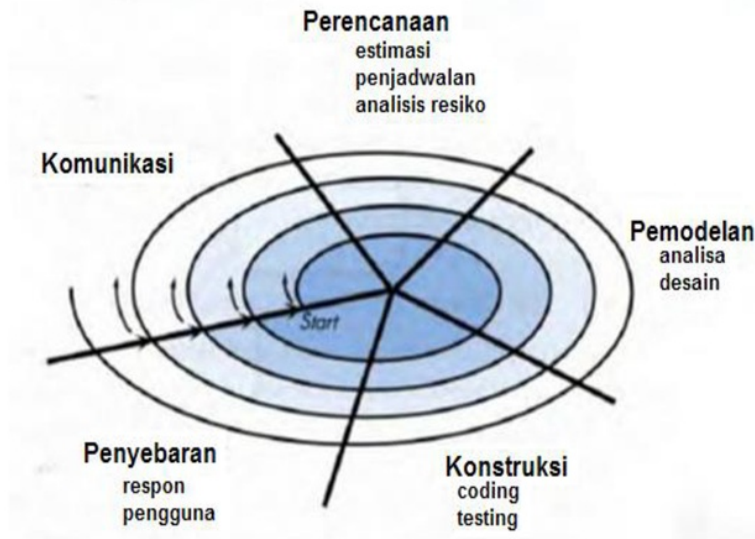 Perencanaan
estimasi
penjadwalan
analisis resiko
Komunikasi
Pemodelan
analisa
desain
Start
Penyebaran
respon
pengguna
Konstruksi
coding
testing